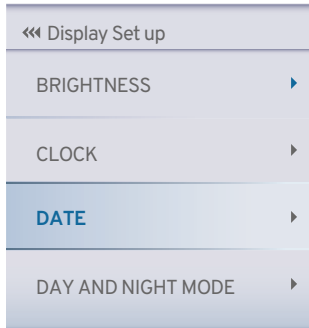 Display Set up
BRIGHTNESS
CLOCK
DATE
DAY AND NIGHT MODE